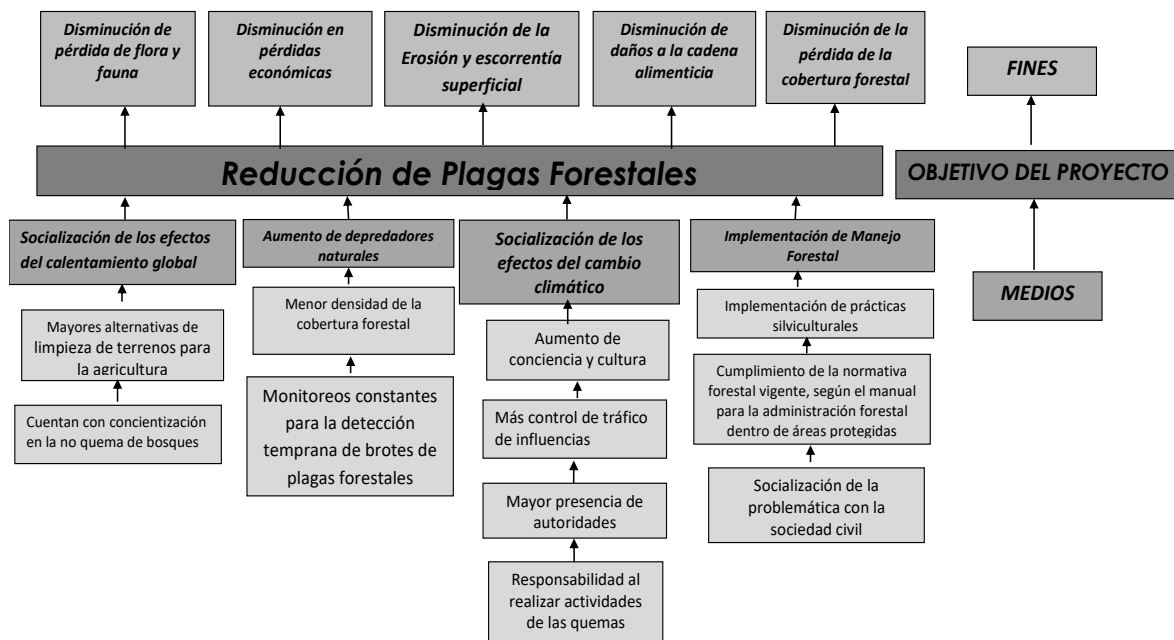 Disminución de
pérdida de flora y
fauna
Disminución en
pérdidas
económicas
Disminución de la
Erosión y escorrentía
superficial
Disminución de
daños a la cadena
alimenticia
Disminución de la
pérdida de la
cobertura forestal
FINES
Reducción de Plagas Forestales
OBJETIVO DEL PROYECTO
Socialización de los efectos
del calentamiento global
Aumento de depredadores
naturales
Socialización de los
efectos del cambio
climático
Implementación de Manejo
Forestal
MEDIOS
Mayores alternativas de
limpieza de terrenos para
la agricultura
Cuentan con concientización
en la no quema de bosques
Menor densidad de la
cobertura forestal
Monitoreos constantes
para la detección
temprana de brotes de
plagas forestales
Aumento de
conciencia y cultura
Más control de tráfico
de influencias
Mayor presencia de
autoridades
Responsabilidad al
realizar actividades
de las quemas
Implementación de prácticas
silviculturales
Cumplimiento de la normativa
forestal vigente, según el manual
para la administración forestal
dentro de áreas protegidas
Socialización de la
problemática con la
sociedad civil